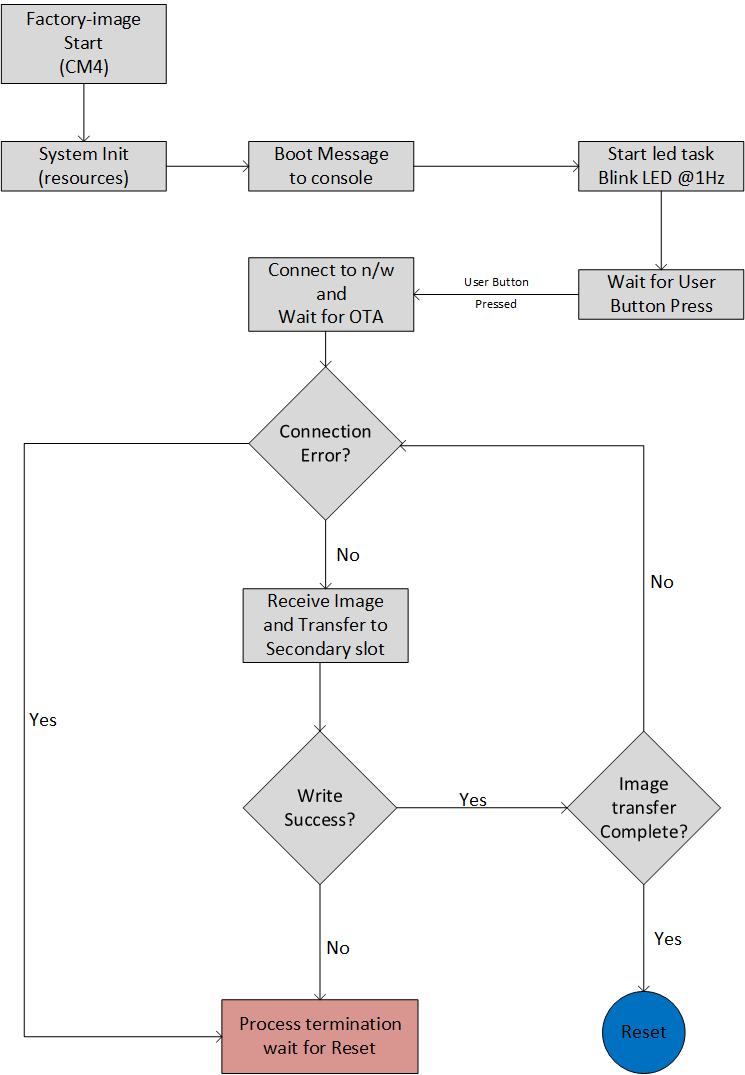 Factory-image
Start
(CM4)
System Init
(resources)
Boot Message
to console
Start led task
Blink LED @1Hz
Wait for User
Button Press
User Button
Pressed
Connect to n/w
and
Wait for OTA
Connection
Error?
No
Receive Image
and Transfer to
Secondary slot
No
Yes
Write
Success?
Yes
Image
transfer
Complete?
No
Yes
Process termination
wait for Reset
Reset